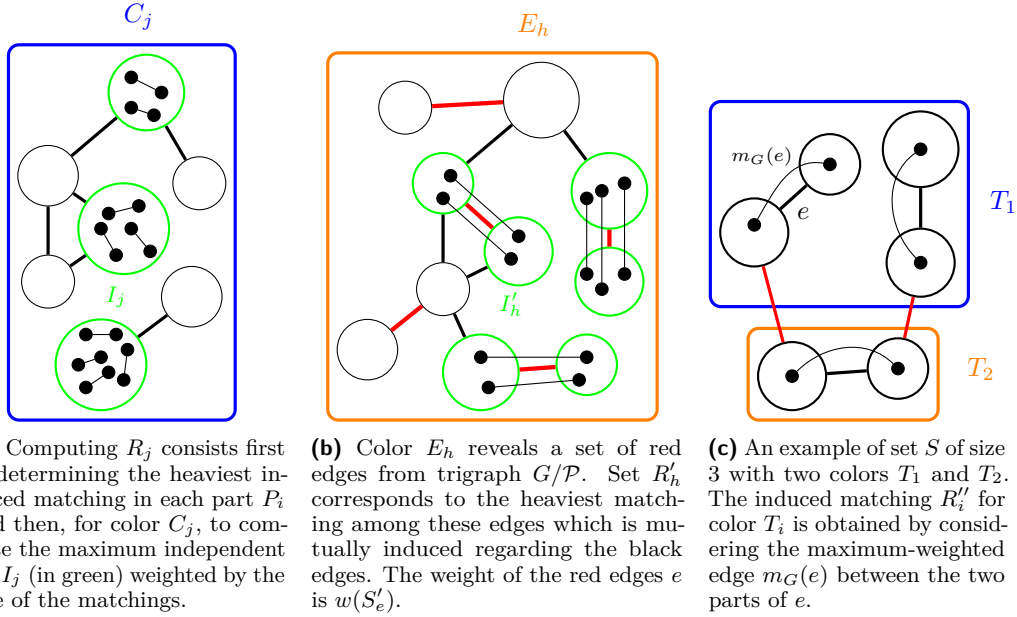 C_j
I_j
Computing R_j consists first
determining the heaviest in-
matching in each part P_i
then, for color C_j, to com-
the maximum independent
I_j (in green) weighted by the
of the matchings.
E_h
I'_h
(b) Color E_h reveals a set of red
edges from trigraph G/𝒫. Set R'_h
corresponds to the heaviest match-
ing among these edges which is mu-
tually induced regarding the black
edges. The weight of the red edges e
is w(S'_e).
m_G(e)
e
T_1
T_2
(c) An example of set S of size
3 with two colors T_1 and T_2.
The induced matching R''_i for
color T_i is obtained by consid-
ering the maximum-weighted
edge m_G(e) between the two
parts of e.